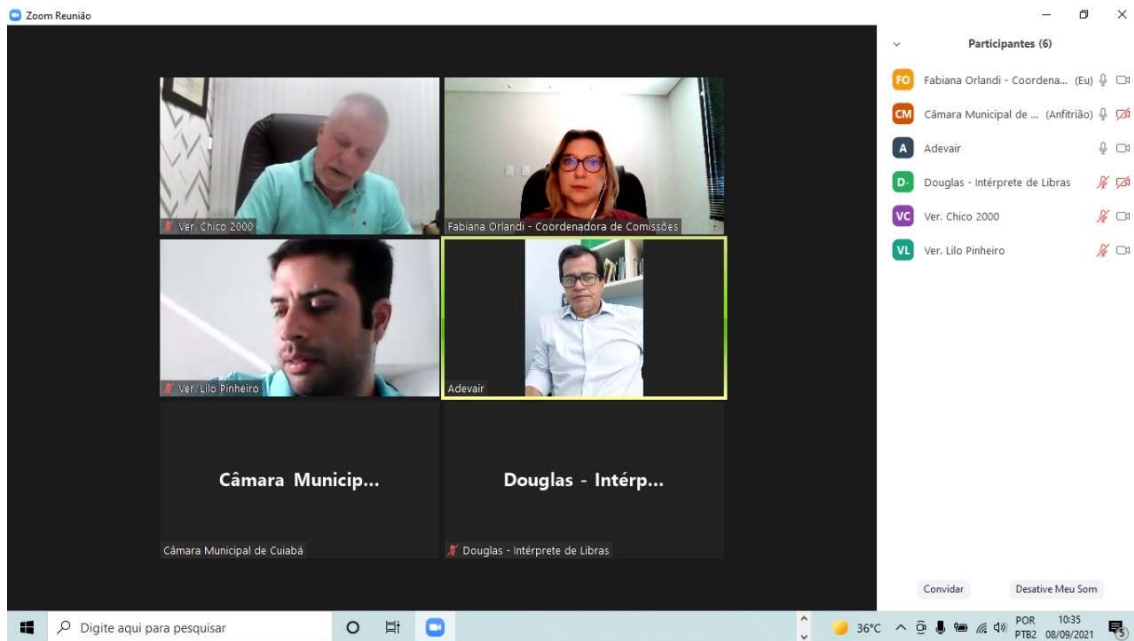 Zoom Reunião
Ver. Chico 2000
Fabiana Orlandi - Coordenadora de Comissões
Ver. Lilo Pinheiro
Adevair
Câmara Municip...
Douglas - Intérp...
Câmara Municipal de Cuiabá
Douglas - Intérprete de Libras
Participantes (6)
FO Fabiana Orlandi - Coordena... (Eu)
CM Câmara Municipal de ... (Anfitrião)
A Adevair
D- Douglas - Intérprete de Libras
VC Ver. Chico 2000
VL Ver. Lilo Pinheiro
Convidar Desative Meu Som
Digite aqui para pesquisar
36°C
POR 10:35
PTB2 08/09/2021
5